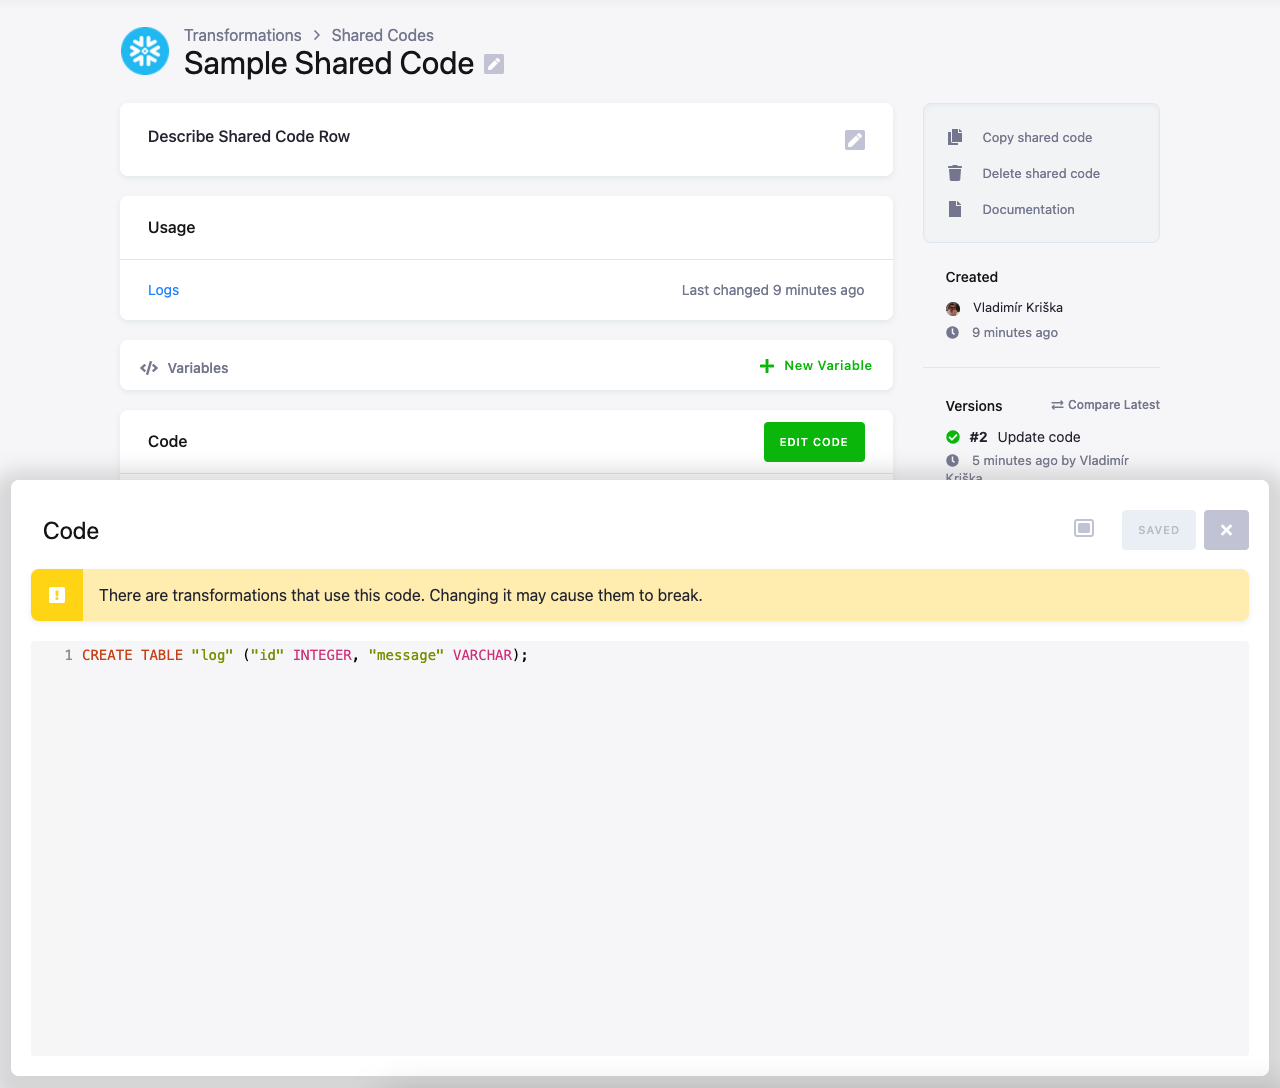 Transformations > Shared Codes
Sample Shared Code
Describe Shared Code Row
Usage
Logs
Last changed 9 minutes ago
Variables
New Variable
Code
EDIT CODE
Copy shared code
Delete shared code
Documentation
Created
Vladimír Kriška
9 minutes ago
Versions
Compare Latest
#2 Update code
5 minutes ago by Vladimír
Kriška
Code
SAVED
There are transformations that use this code. Changing it may cause them to break.
1 CREATE TABLE "log" ("id" INTEGER, "message" VARCHAR);